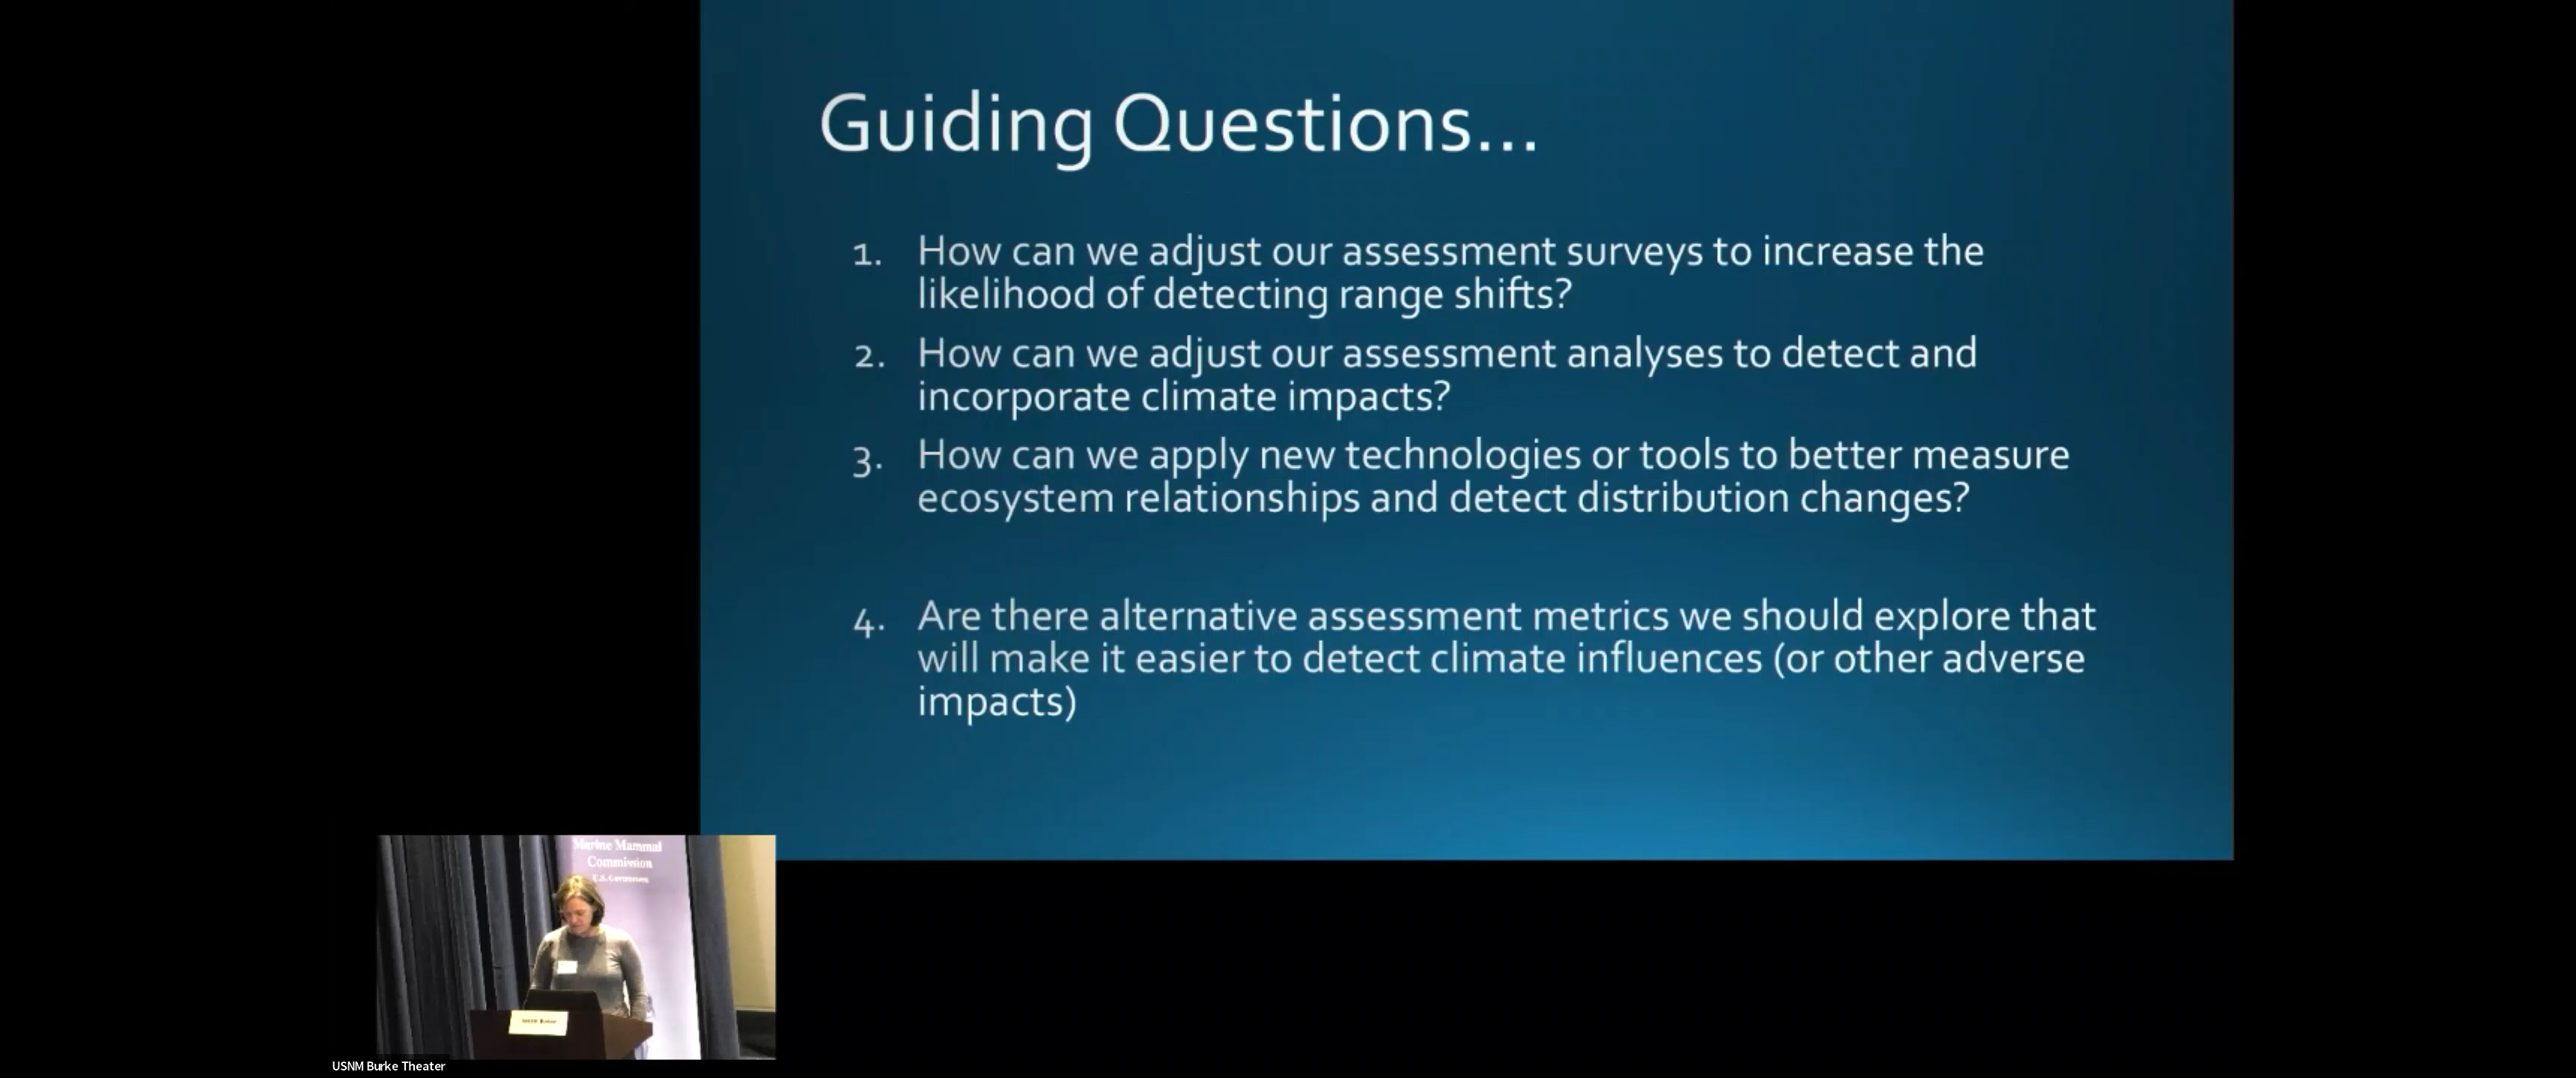 Guiding Questions...
1. How can we adjust our assessment surveys to increase the
likelihood of detecting range shifts?
2. How can we adjust our assessment analyses to detect and
incorporate climate impacts?
3. How can we apply new technologies or tools to better measure
ecosystem relationships and detect distribution changes?
4. Are there alternative assessment metrics we should explore that
will make it easier to detect climate influences (or other adverse
impacts)
Marine Mammal
Commission
USNM Burke Theater